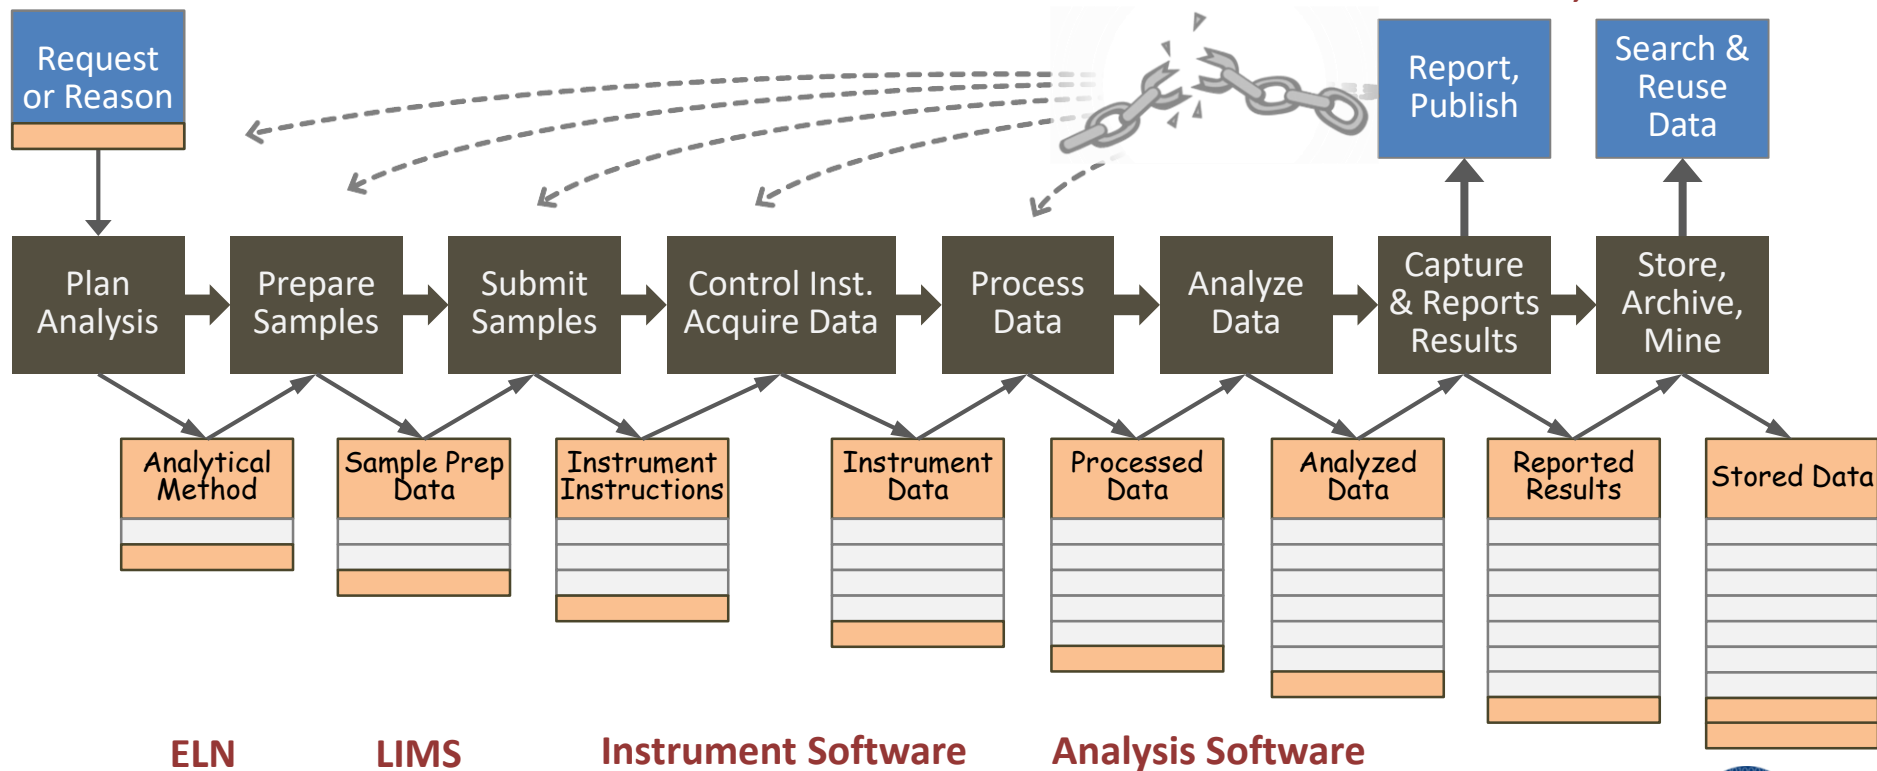 Request
or Reason
Report,
Publish
Search &
Reuse
Data
Plan
Analysis
Prepare
Samples
Submit
Samples
Control Inst.
Acquire Data
Process
Data
Analyze
Data
Capture
& Reports
Results
Store,
Archive,
Mine
Analytical
Method
Sample Prep
Data
Instrument
Instructions
Instrument
Data
Processed
Data
Analyzed
Data
Reported
Results
Stored Data
ELN
LIMS
Instrument Software
Analysis Software